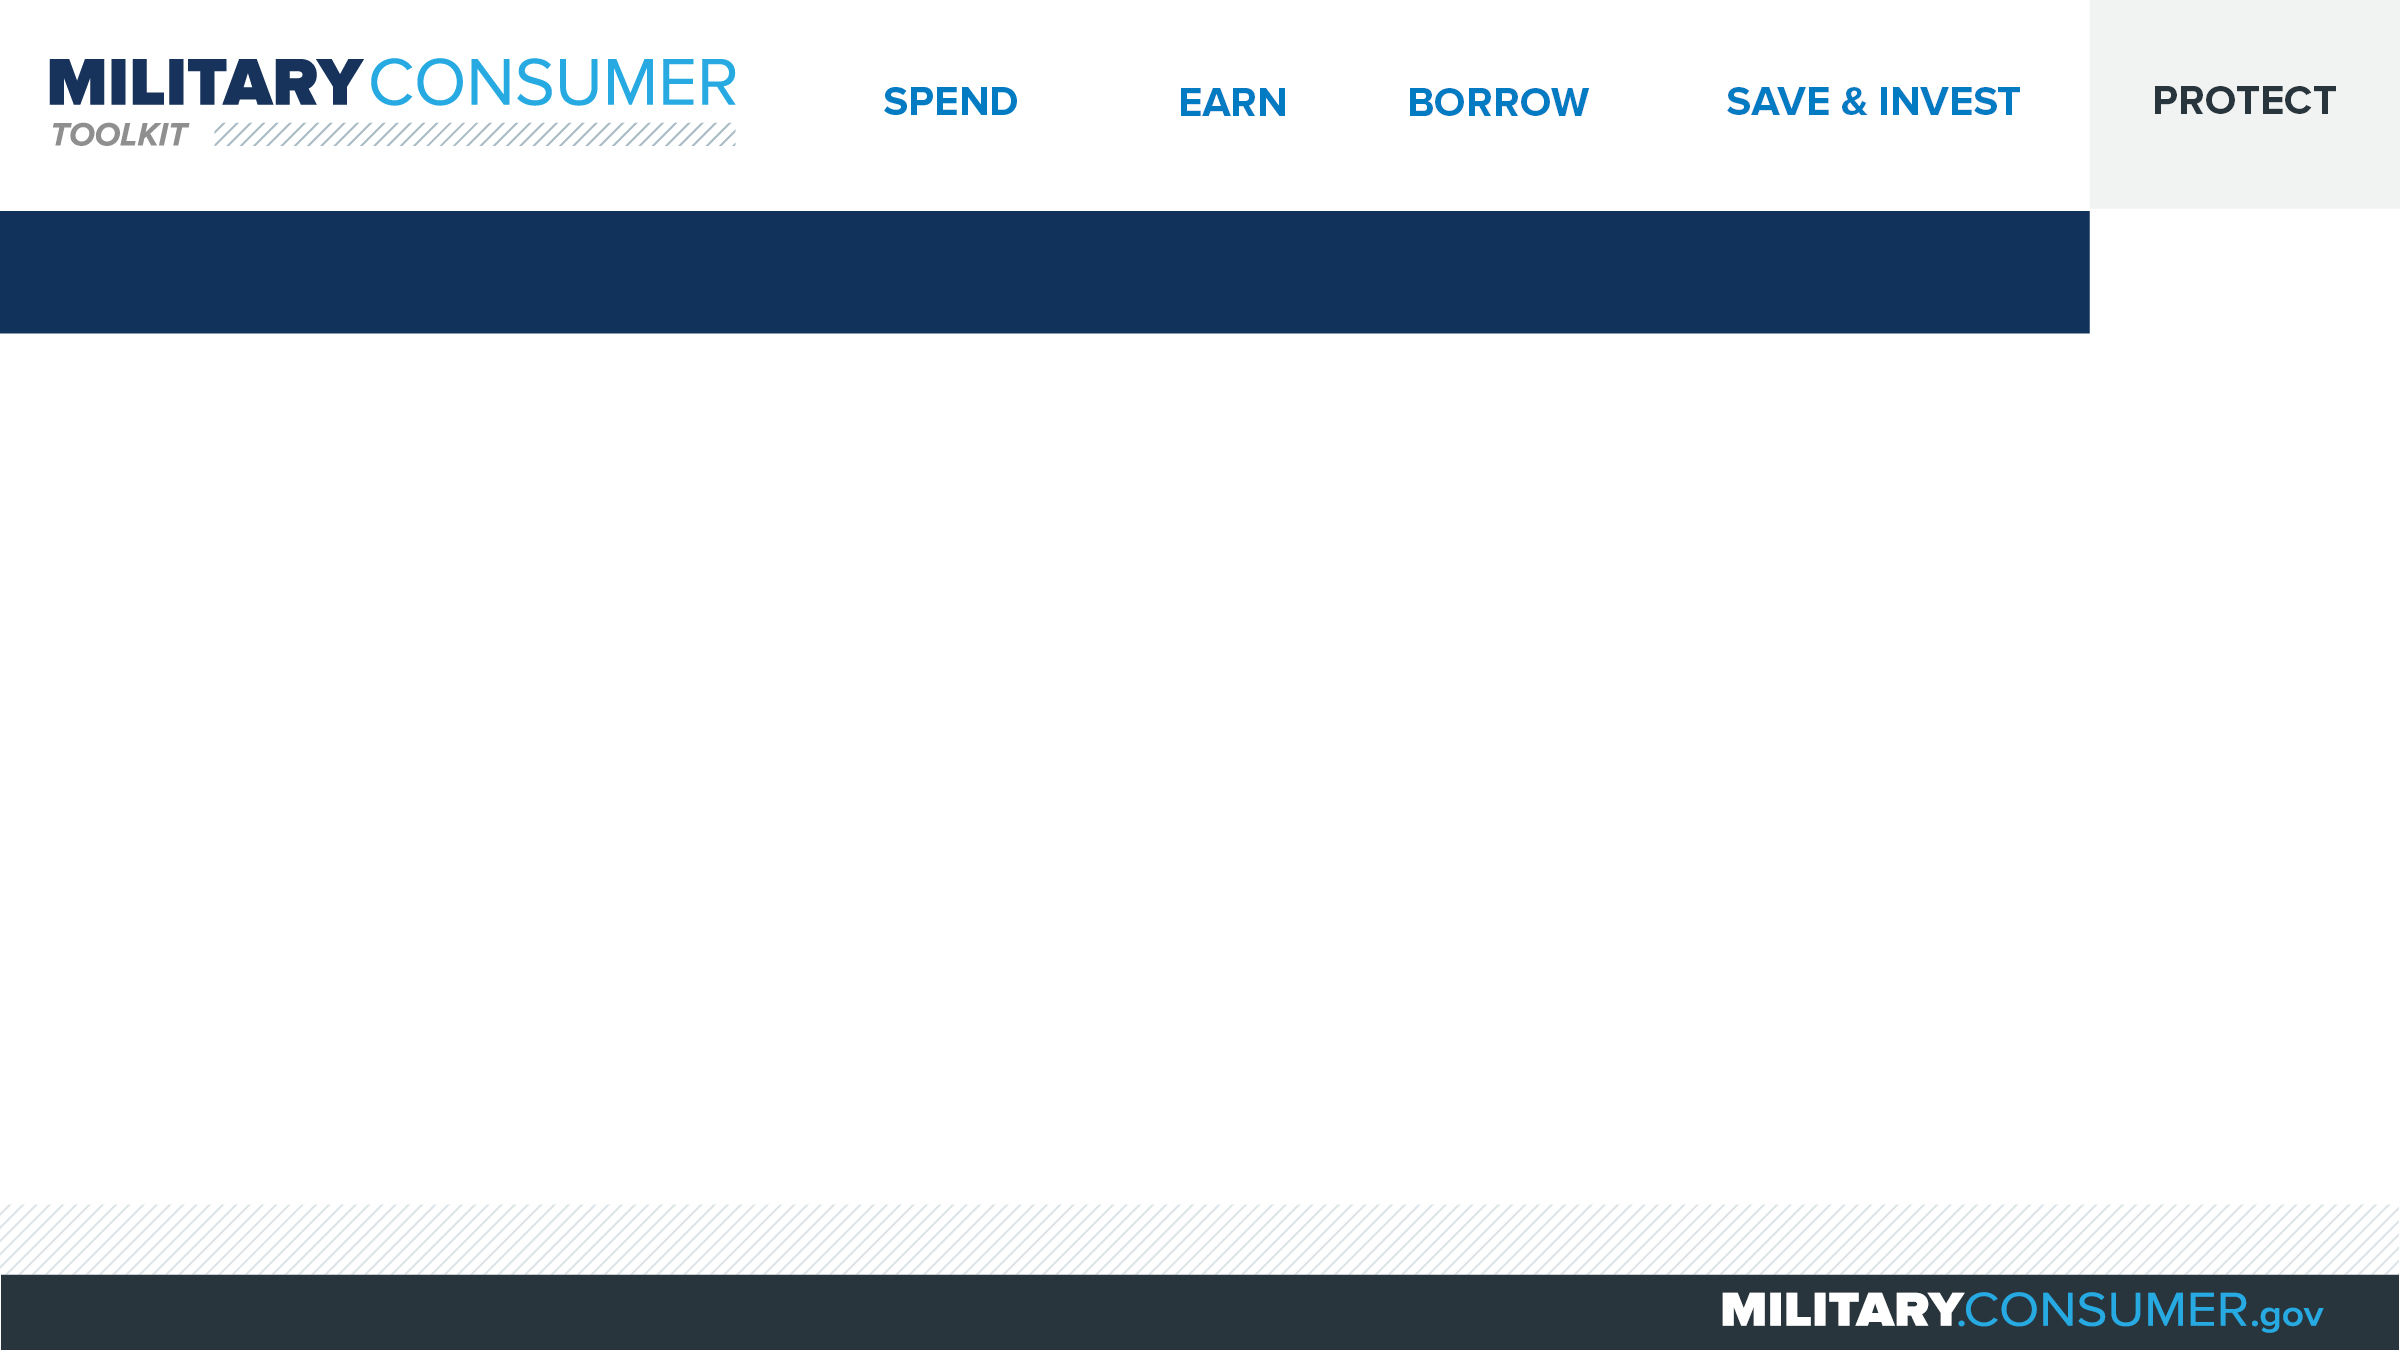 MILITARYCONSUMER
TOOLKIT
SPEND
EARN
BORROW
SAVE & INVEST
PROTECT
MILITARY.CONSUMER.gov